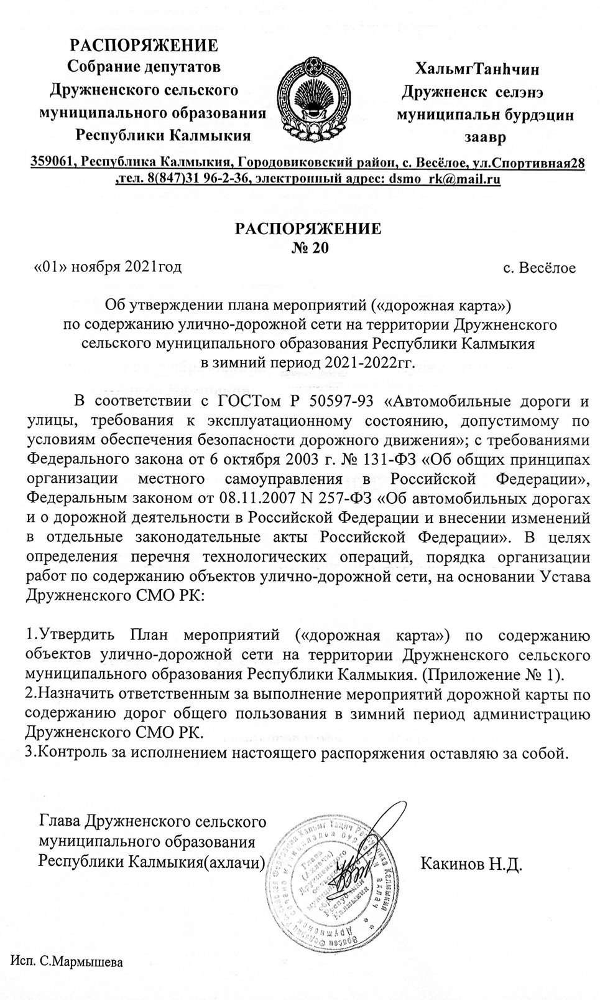 РАСПОРЯЖЕНИЕ
Собрание депутатов
Дружненского сельского
муниципального образования
Республики Калмыкия
ХальмгТанhчин
Дружненск селэнэ
муниципальн бурдэцин
заавр
359061, Республика Калмыкия, Городовиковский район, с. Весёлое, ул.Спортивная28
,тел. 8(847)31 96-2-36, электронный адрес: dsmo_rk@mail.ru
РАСПОРЯЖЕНИЕ
№ 20
«01» ноября 2021год
с. Весёлое
Об утверждении плана мероприятий («дорожная карта»)
по содержанию улично-дорожной сети на территории Дружненского
сельского муниципального образования Республики Калмыкия
в зимний период 2021-2022гг.
В соответствии с ГОСТом Р 50597-93 «Автомобильные дороги и
улицы, требования к эксплуатационному состоянию, допустимому по
условиям обеспечения безопасности дорожного движения»; с требованиями
Федерального закона от 6 октября 2003 г. № 131-ФЗ «Об общих принципах
организации местного самоуправления в Российской Федерации»,
Федеральным законом от 08.11.2007 N 257-ФЗ «Об автомобильных дорогах
и о дорожной деятельности в Российской Федерации и внесении изменений
в отдельные законодательные акты Российской Федерации». В целях
определения перечня технологических операций, порядка организации
работ по содержанию объектов улично-дорожной сети, на основании Устава
Дружненского СМО РК:
1.Утвердить План мероприятий («дорожная карта») по содержанию
объектов улично-дорожной сети на территории Дружненского сельского
муниципального образования Республики Калмыкия. (Приложение № 1).
2.Назначить ответственным за выполнение мероприятий дорожной карты по
содержанию дорог общего пользования в зимний период администрацию
Дружненского СМО РК.
3.Контроль за исполнением настоящего распоряжения оставляю за собой.
Глава Дружненского сельского
муниципального образования
Республики Калмыкия(ахлачи)
Какинов Н.Д.
Глава
(Ахлачи)
Дружненского
Республики
Калмыкия
Исп. С.Мармышева